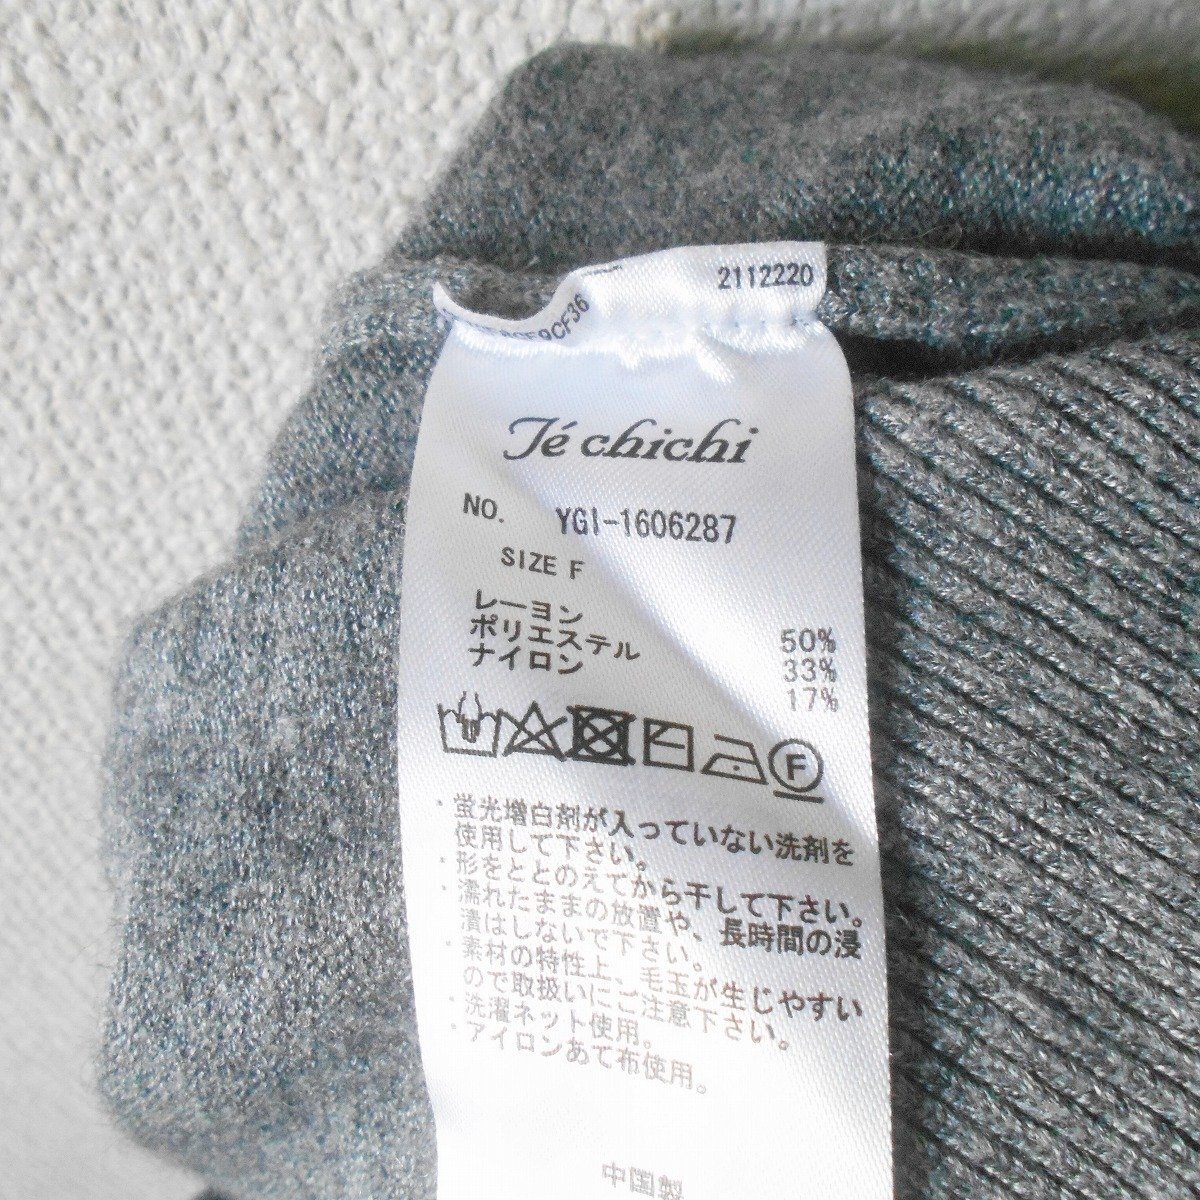 2112220
9CF36
Té chichi
NO. YGI-1606287
SIZE F
レーヨン 50%
ポリエステル 33%
ナイロン 17%
F
・蛍光増白剤が入っていない洗剤を
使用して下さい。
・形をととのえてから干して下さい。
・濡れたままの放置や、長時間の浸
漬はしないで下さい。
・素材の特性上、毛玉が生じやすい
ので取扱いにご注意下さい。
・洗濯ネット使用。
・アイロンあて布使用。
中国製